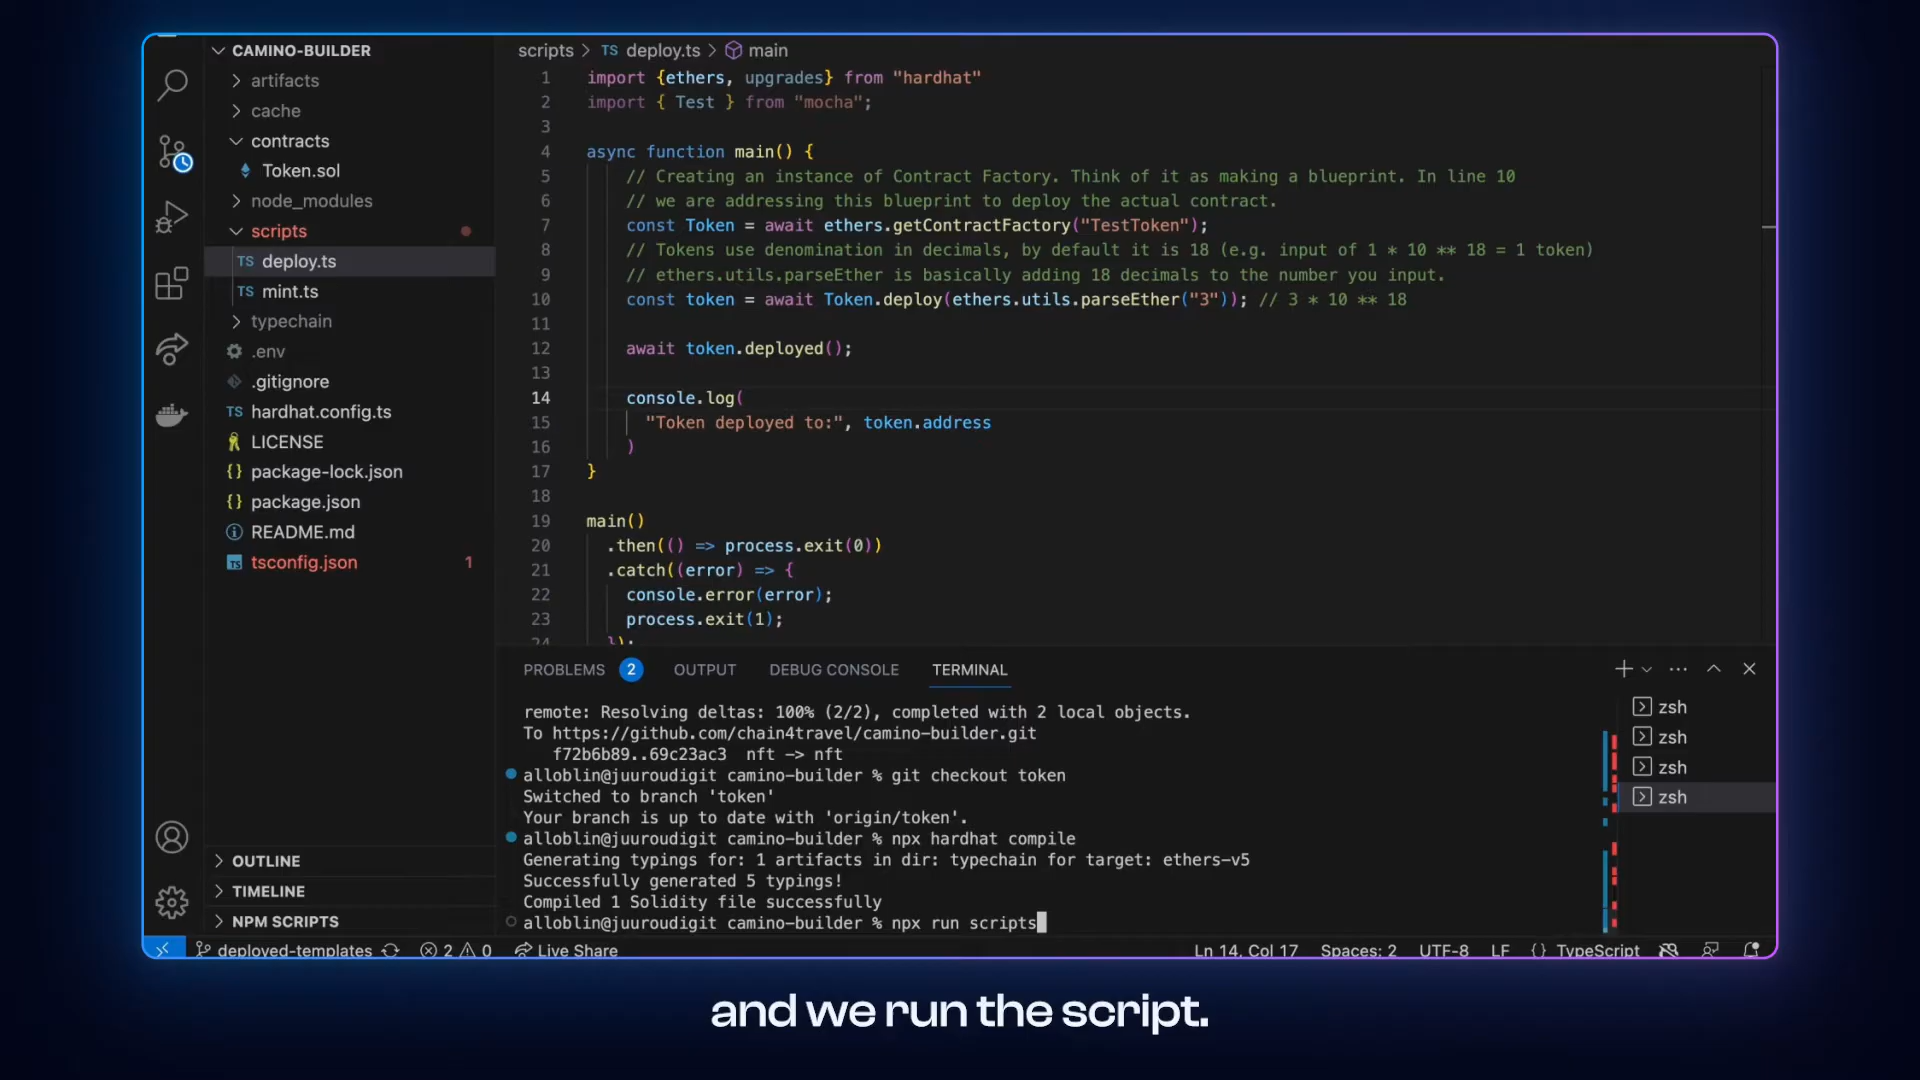 CAMINO-BUILDER
artifacts
cache
contracts
Token.sol
node_modules
scripts
TS deploy.ts
TS mint.ts
typechain
.env
.gitignore
TS hardhat.config.ts
LICENSE
{} package-lock.json
{} package.json
README.md
TS tsconfig.json 1
OUTLINE
TIMELINE
NPM SCRIPTS
scripts > TS deploy.ts > main
1 import {ethers, upgrades} from "hardhat"
2 import { Test } from "mocha";
3
4 async function main() {
5 // Creating an instance of Contract Factory. Think of it as making a blueprint. In line 10
6 // we are addressing this blueprint to deploy the actual contract.
7 const Token = await ethers.getContractFactory("TestToken");
8 // Tokens use denomination in decimals, by default it is 18 (e.g. input of 1 * 10 ** 18 = 1 token)
9 // ethers.utils.parseEther is basically adding 18 decimals to the number you input.
10 const token = await Token.deploy(ethers.utils.parseEther("3")); // 3 * 10 ** 18
11
12 await token.deployed();
13
14 console.log(
15 "Token deployed to:", token.address
16 )
17 }
18
19 main()
20 .then(() => process.exit(0))
21 .catch((error) => {
22 console.error(error);
23 process.exit(1);
24 });
PROBLEMS 2 OUTPUT DEBUG CONSOLE TERMINAL
remote: Resolving deltas: 100% (2/2), completed with 2 local objects.
To https://github.com/chain4travel/camino-builder.git
f72b6b89..69c23ac3 nft -> nft
alloblin@juuroudigit camino-builder % git checkout token
Switched to branch 'token'
Your branch is up to date with 'origin/token'.
alloblin@juuroudigit camino-builder % npx hardhat compile
Generating typings for: 1 artifacts in dir: typechain for target: ethers-v5
Successfully generated 5 typings!
Compiled 1 Solidity file successfully
alloblin@juuroudigit camino-builder % npx run scripts
zsh
zsh
zsh
zsh
deployed-templates 2 0 Live Share Ln 14, Col 17 Spaces: 2 UTF-8 LF {} TypeScript
and we run the script.